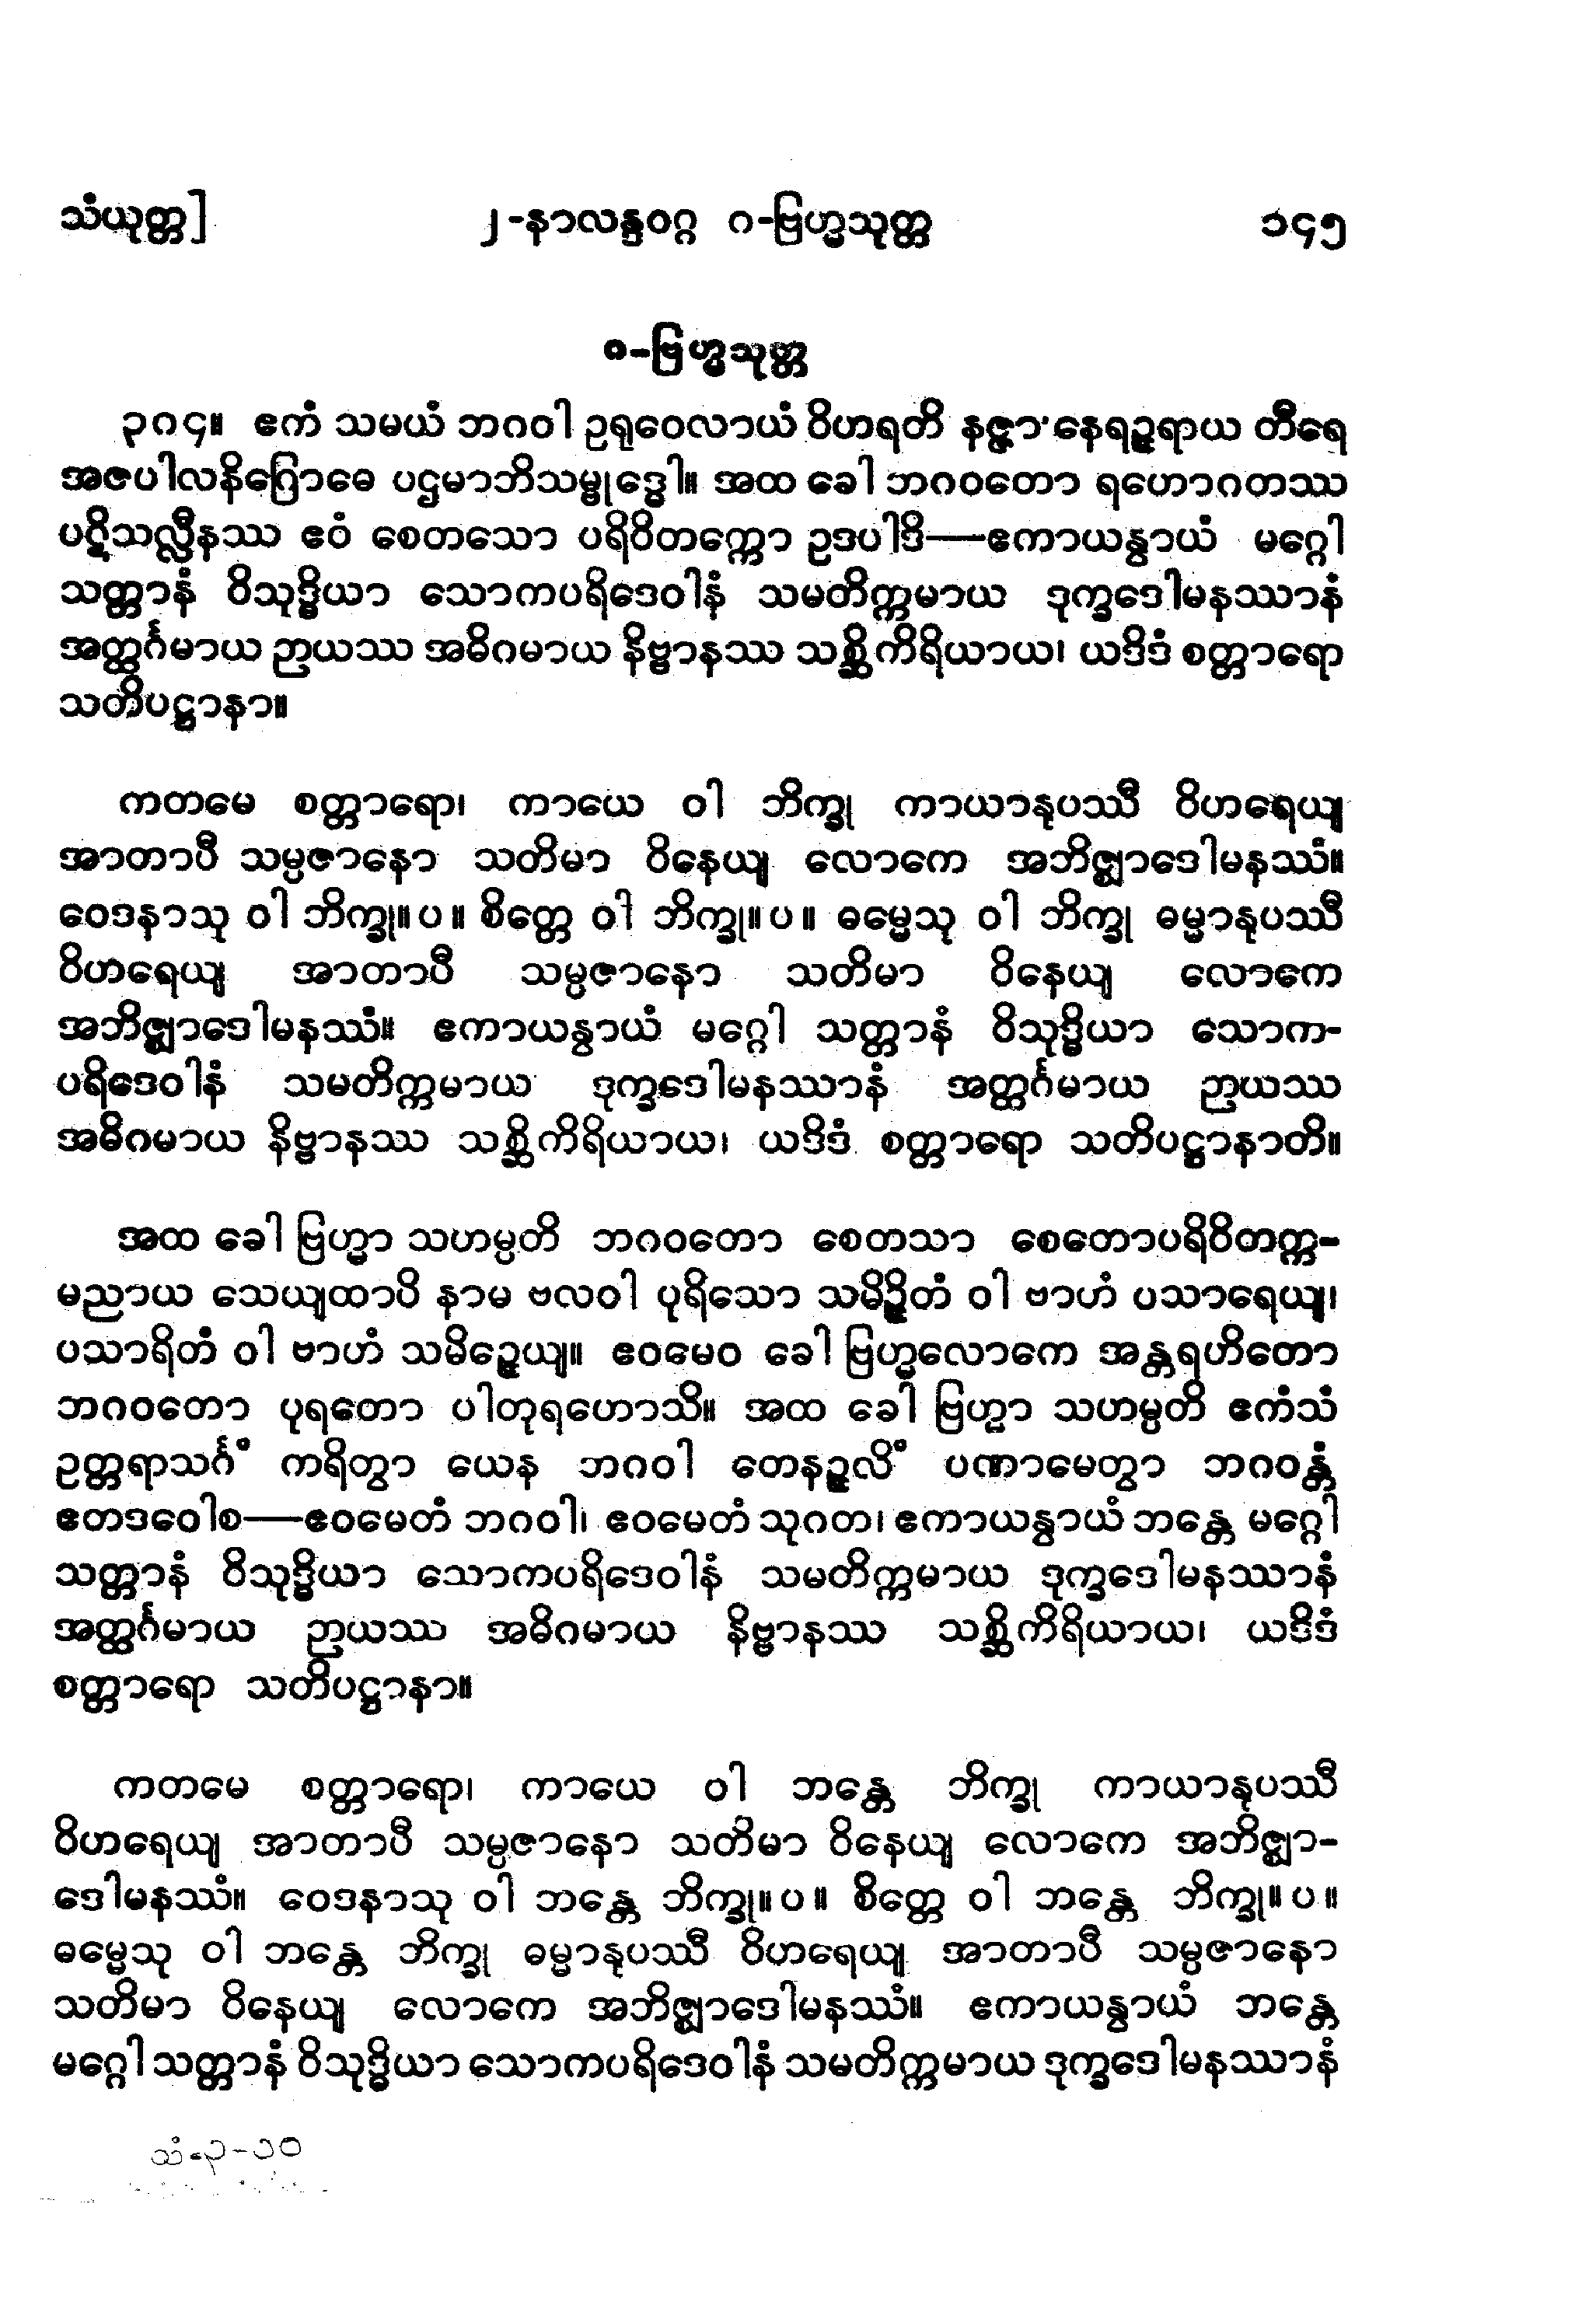 သံယုတ္တ]
၂-နာလန္ဒဝဂ္ဂ ဂ-ဗြဟ္မသုတ္တ
၁၄၅
၈-ဗြဟ္မသုတ္တ
၃၈၄။ ဧကံ သမယံ ဘဂဝါ ဥရုဝေလာယံ ဝိဟရတိ နဇ္ဇာ နေရဉ္ဇရာယ တီရေ
အဇပါလနိဂြောဓေ ပဌမာဘိသမ္ဗုဒ္ဓေါ။ အထ ခေါ ဘဂဝတော ရဟောဂတဿ
ပဋိသလ္လီနဿ ဧဝံ စေတသော ပရိဝိတက္ကော ဥဒပါဒိ—ဧကာယနွာယံ မဂ္ဂေါ
သတ္တာနံ ဝိသုဒ္ဓိယာ သောကပရိဒေဝါနံ သမတိက္ကမာယ ဒုက္ခဒေါမနဿာနံ
အတ္ထင်္ဂမာယ ဉာယဿ အဓိဂမာယ နိဗ္ဗာနဿ သစ္ဆိကိရိယာယ၊ ယဒိဒံ စတ္တာရော
သတိပဋ္ဌာနာ။
ကတမေ စတ္တာရော၊ ကာယေ ဝါ ဘိက္ခု ကာယာနုပဿီ ဝိဟရေယျ
အာတာပီ သမ္ပဇာနော သတိမာ ဝိနေယျ လောကေ အဘိဇ္ဈာဒေါမနဿံ။
ဝေဒနာသု ဝါ ဘိက္ခု။ပ။ စိတ္တေ ဝါ ဘိက္ခု။ပ။ ဓမ္မေသု ဝါ ဘိက္ခု ဓမ္မာနုပဿီ
ဝိဟရေယျ အာတာပီ သမ္ပဇာနော သတိမာ ဝိနေယျ လောကေ
အဘိဇ္ဈာဒေါမနဿံ။ ဧကာယနွာယံ မဂ္ဂေါ သတ္တာနံ ဝိသုဒ္ဓိယာ သောက-
ပရိဒေဝါနံ သမတိက္ကမာယ ဒုက္ခဒေါမနဿာနံ အတ္ထင်္ဂမာယ ဉာယဿ
အဓိဂမာယ နိဗ္ဗာနဿ သစ္ဆိကိရိယာယ၊ ယဒိဒံ စတ္တာရော သတိပဋ္ဌာနာတိ။
အထ ခေါ ဗြဟ္မာ သဟမ္ပတိ ဘဂဝတော စေတသာ စေတောပရိဝိတက္က-
မညာယ သေယျထာပိ နာမ ဗလဝါ ပုရိသော သမိဉ္ဇိတံ ဝါ ဗာဟံ ပသာရေယျ၊
ပသာရိတံ ဝါ ဗာဟံ သမိဉ္ဇေယျ။ ဧဝမေဝ ခေါ ဗြဟ္မလောကေ အန္တရဟိတော
ဘဂဝတော ပုရတော ပါတုရဟောသိ။ အထ ခေါ ဗြဟ္မာ သဟမ္ပတိ ဧကံသံ
ဥတ္တရာသင်္ဂံ ကရိတွာ ယေန ဘဂဝါ တေနဉ္ဇလိံ ပဏာမေတွာ ဘဂဝန္တံ
ဧတဒဝေါစ—ဧဝမေတံ ဘဂဝါ၊ ဧဝမေတံ သုဂတ၊ ဧကာယနွာယံ ဘန္တေ မဂ္ဂေါ
သတ္တာနံ ဝိသုဒ္ဓိယာ သောကပရိဒေဝါနံ သမတိက္ကမာယ ဒုက္ခဒေါမနဿာနံ
အတ္ထင်္ဂမာယ ဉာယဿ အဓိဂမာယ နိဗ္ဗာနဿ သစ္ဆိကိရိယာယ၊ ယဒိဒံ
စတ္တာရော သတိပဋ္ဌာနာ။
ကတမေ စတ္တာရော၊ ကာယေ ဝါ ဘန္တေ ဘိက္ခု ကာယာနုပဿီ
ဝိဟရေယျ အာတာပီ သမ္ပဇာနော သတိမာ ဝိနေယျ လောကေ အဘိဇ္ဈာ-
ဒေါမနဿံ။ ဝေဒနာသု ဝါ ဘန္တေ ဘိက္ခု။ပ။ စိတ္တေ ဝါ ဘန္တေ ဘိက္ခု။ပ။
ဓမ္မေသု ဝါ ဘန္တေ ဘိက္ခု ဓမ္မာနုပဿီ ဝိဟရေယျ အာတာပီ သမ္ပဇာနော
သတိမာ ဝိနေယျ လောကေ အဘိဇ္ဈာဒေါမနဿံ။ ဧကာယနွာယံ ဘန္တေ
မဂ္ဂေါ သတ္တာနံ ဝိသုဒ္ဓိယာ သောကပရိဒေဝါနံ သမတိက္ကမာယ ဒုက္ခဒေါမနဿာနံ
သံ-၃-၁၀